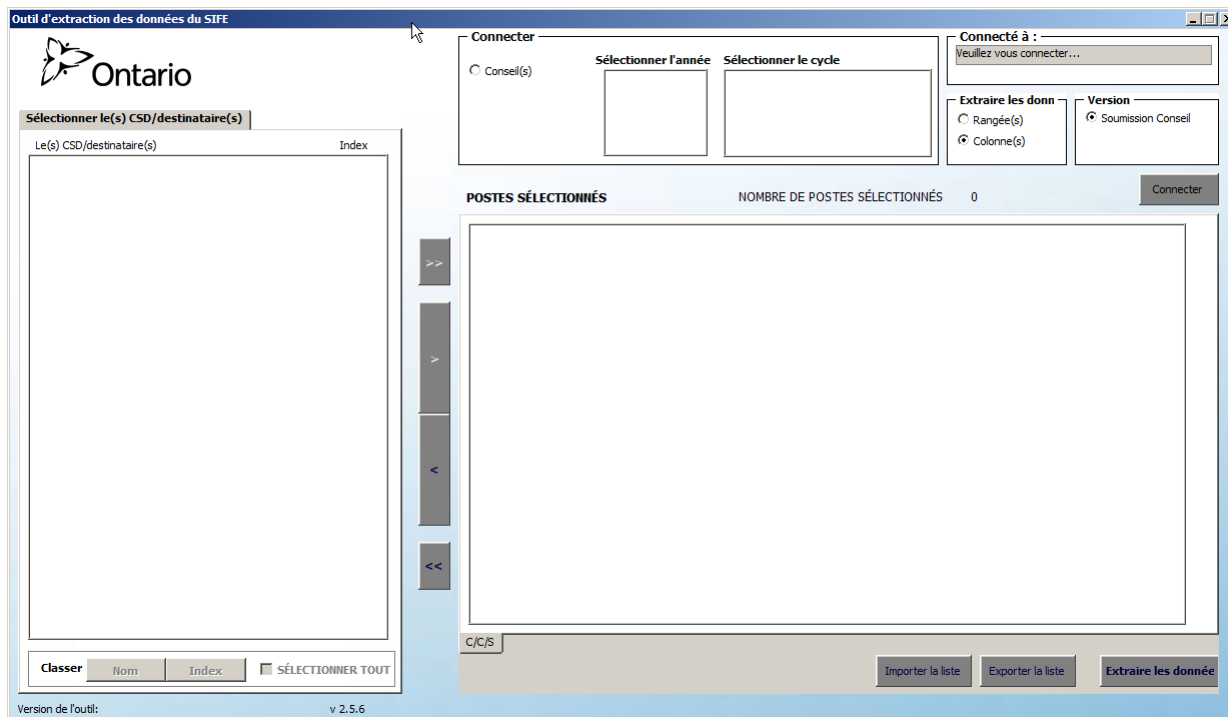 Outil d'extraction des données du SIFE
Ontario
Sélectionner le(s) CSD/destinataire(s)
Le(s) CSD/destinataire(s) Index
Classer Nom Index SÉLECTIONNER TOUT
Version de l'outil: v 2.5.6
>>
>
<
<<
Connecter
Conseil(s)
Sélectionner l'année Sélectionner le cycle
Connecté à :
Veuillez vous connecter...
Extraire les donn
Rangée(s)
Colonne(s)
Version
Soumission Conseil
Connecter
POSTES SÉLECTIONNÉS NOMBRE DE POSTES SÉLECTIONNÉS 0
C/C/S
Importer la liste Exporter la liste Extraire les donnée